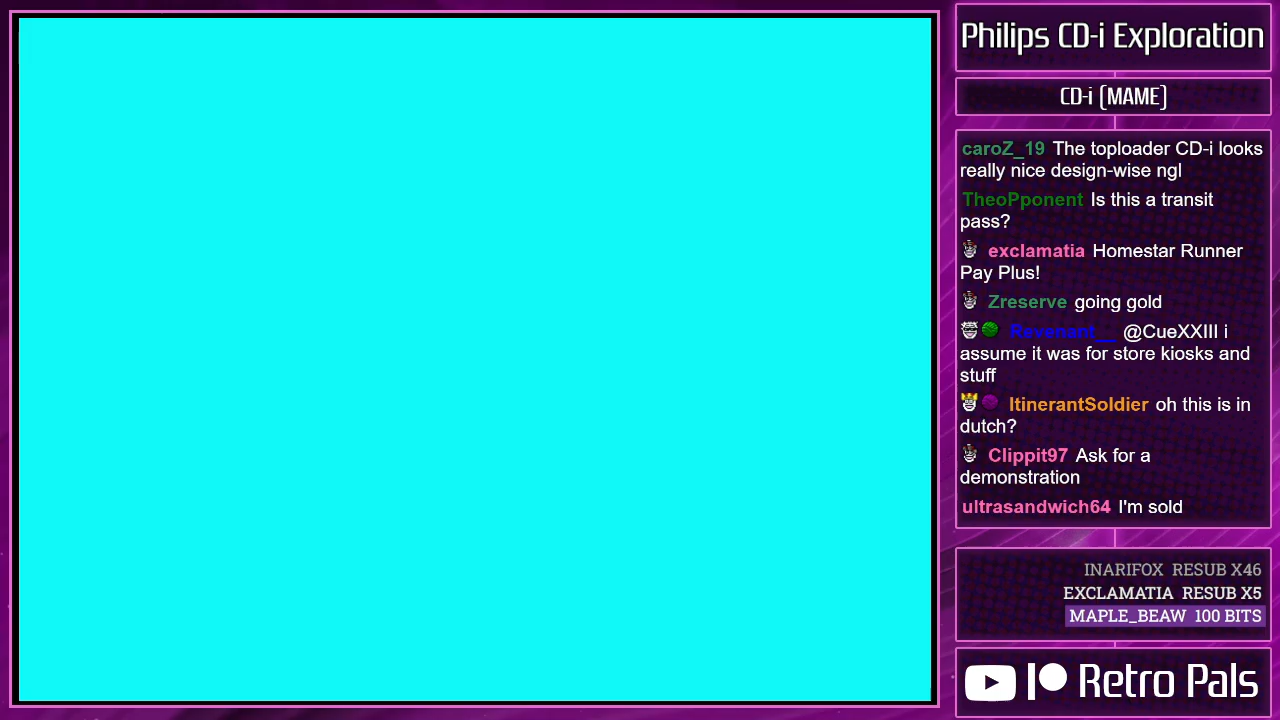 Philips CD-i Exploration
CD-i [MAME]
caroZ_19 The toploader CD-i looks
really nice design-wise ngl
TheoPponent Is this a transit
pass?
exclamatia Homestar Runner
Pay Plus!
Zreserve going gold
Revenant__ @CueXXIII i
assume it was for store kiosks and
stuff
ItinerantSoldier oh this is in
dutch?
Clippit97 Ask for a
demonstration
ultrasandwich64 I'm sold
INARIFOX RESUB X46
EXCLAMATIA RESUB X5
MAPLE_BEAW 100 BITS
Retro Pals